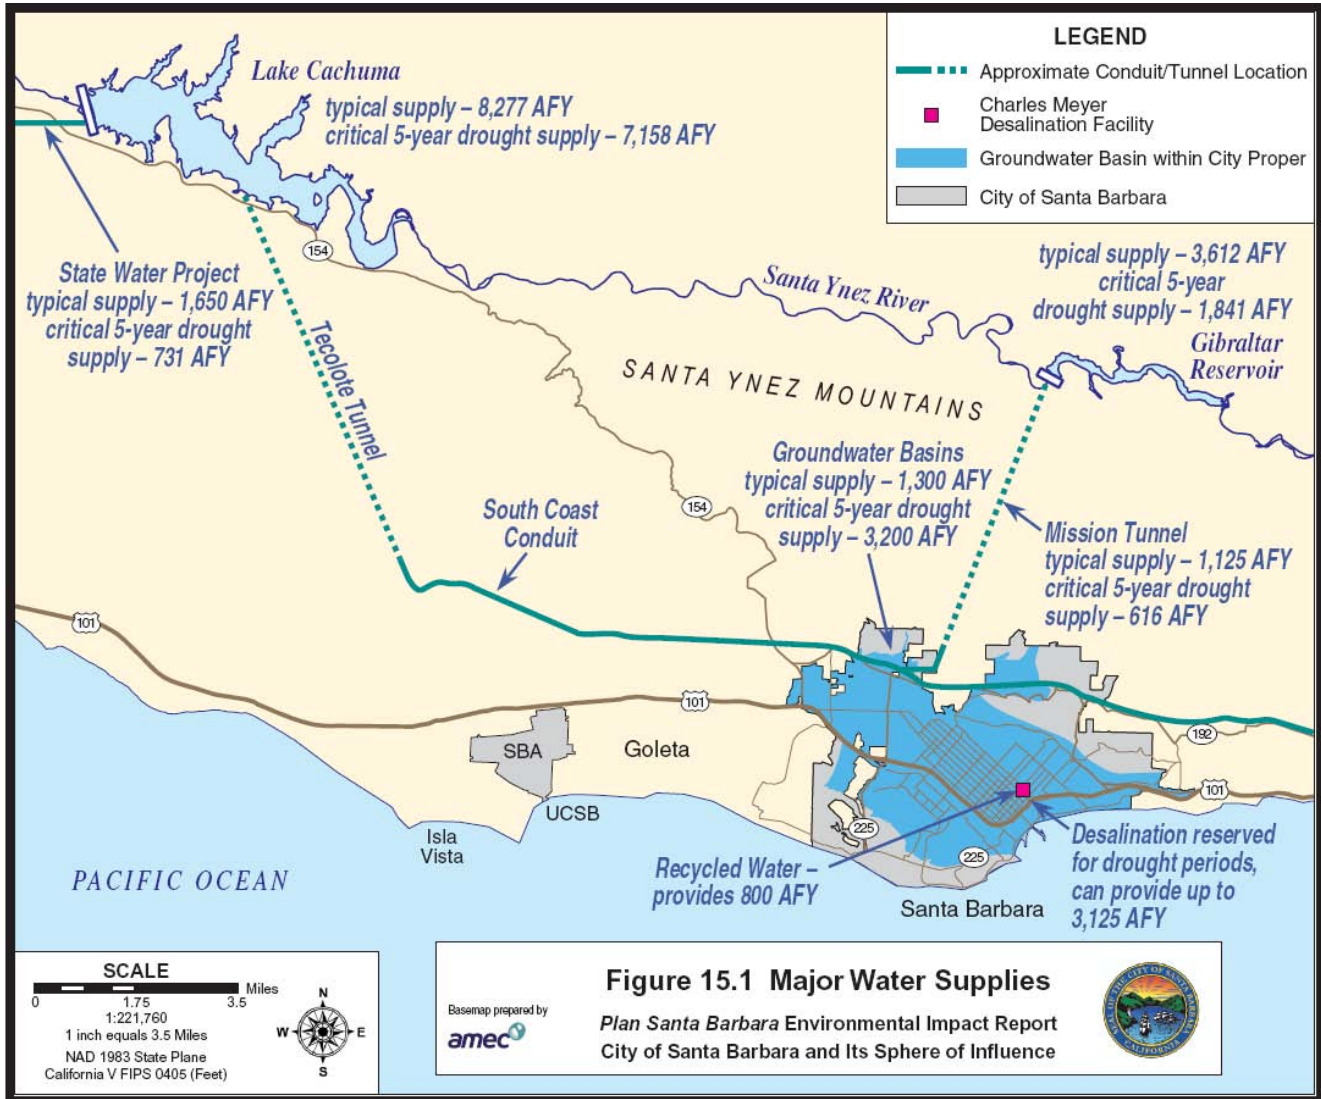 Lake Cachuma
typical supply – 8,277 AFY
critical 5-year drought supply – 7,158 AFY
LEGEND
Approximate Conduit/Tunnel Location
Charles Meyer
Desalination Facility
Groundwater Basin within City Proper
City of Santa Barbara
State Water Project
typical supply – 1,650 AFY
critical 5-year drought
supply – 731 AFY
154
Tecolote Tunnel
Santa Ynez River
typical supply – 3,612 AFY
critical 5-year
drought supply – 1,841 AFY
Gibraltar
Reservoir
SANTA YNEZ MOUNTAINS
Groundwater Basins
typical supply – 1,300 AFY
critical 5-year drought
supply – 3,200 AFY
154
South Coast
Conduit
Mission Tunnel
typical supply – 1,125 AFY
critical 5-year drought
supply – 616 AFY
101
101
192
101
SBA
Goleta
UCSB
Isla
Vista
225
225
PACIFIC OCEAN
Recycled Water –
provides 800 AFY
Santa Barbara
Desalination reserved
for drought periods,
can provide up to
3,125 AFY
SCALE
Miles
0 1.75 3.5
1:221,760
1 inch equals 3.5 Miles
NAD 1983 State Plane
California V FIPS 0405 (Feet)
N
W E
S
Basemap prepared by
amec
Figure 15.1 Major Water Supplies
Plan Santa Barbara Environmental Impact Report
City of Santa Barbara and Its Sphere of Influence
SEAL OF THE CITY OF SANTA BARBARA
CALIFORNIA